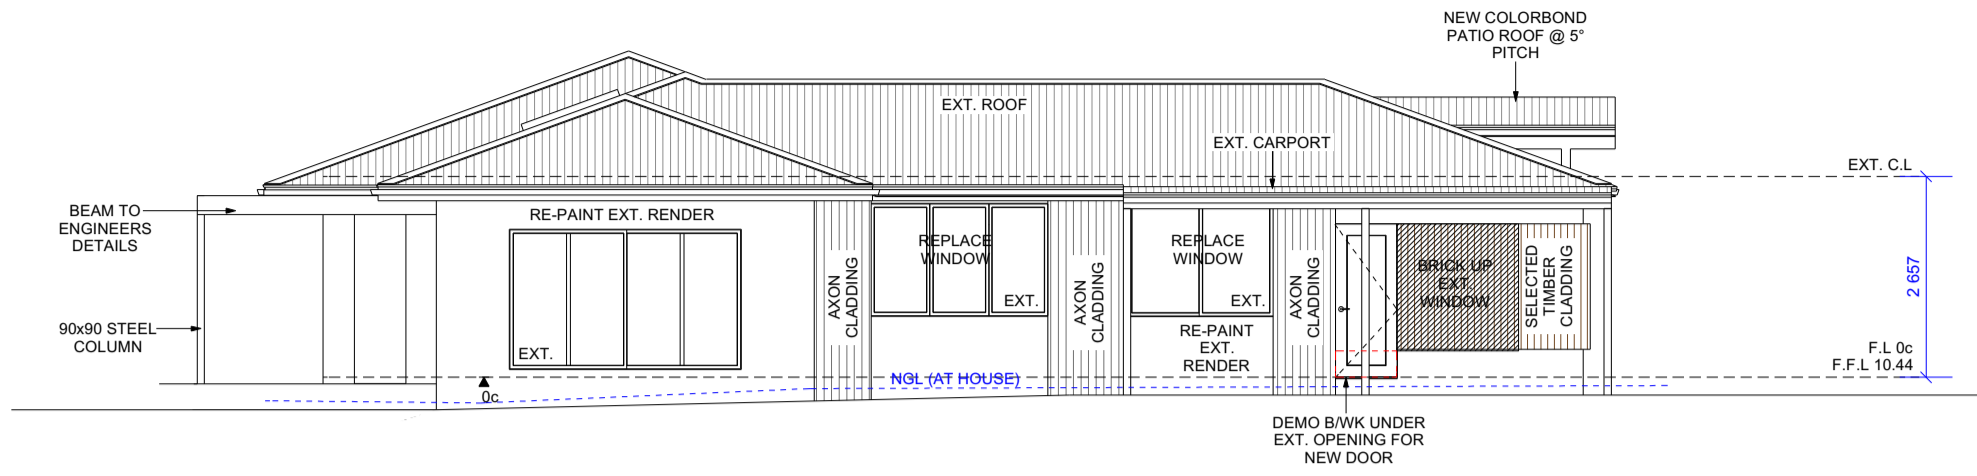 NEW COLORBOND
PATIO ROOF @ 5°
PITCH
EXT. ROOF
EXT. CARPORT
EXT. C.L
BEAM TO
ENGINEERS
DETAILS
RE-PAINT EXT. RENDER
REPLACE
WINDOW
EXT.
REPLACE
WINDOW
EXT.
AXON
CLADDING
AXON
CLADDING
AXON
CLADDING
BRICK UP
EXT.
WINDOW
SELECTED
TIMBER
CLADDING
2 657
90x90 STEEL
COLUMN
EXT.
RE-PAINT
EXT.
RENDER
F.L 0c
F.F.L 10.44
NGL (AT HOUSE)
0c
DEMO B/WK UNDER
EXT. OPENING FOR
NEW DOOR